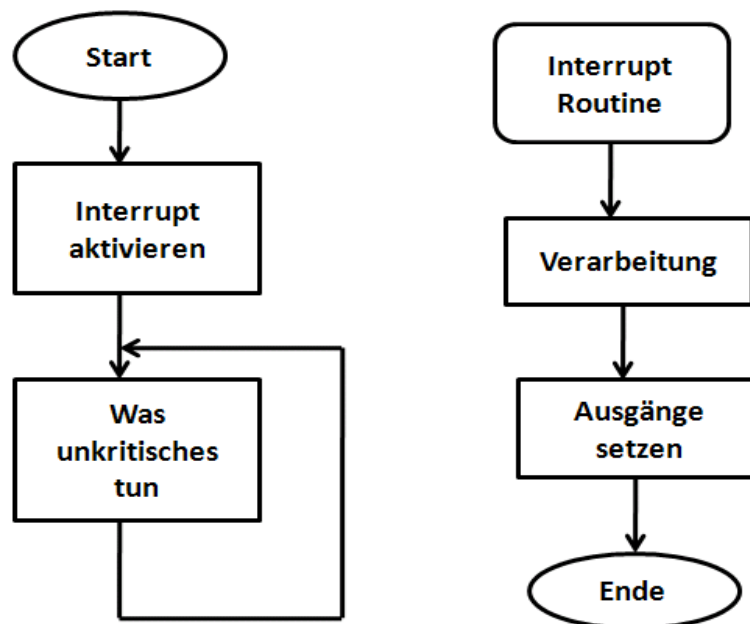 Start
Interrupt
aktivieren
Was
unkritisches
tun
Interrupt
Routine
Verarbeitung
Ausgänge
setzen
Ende